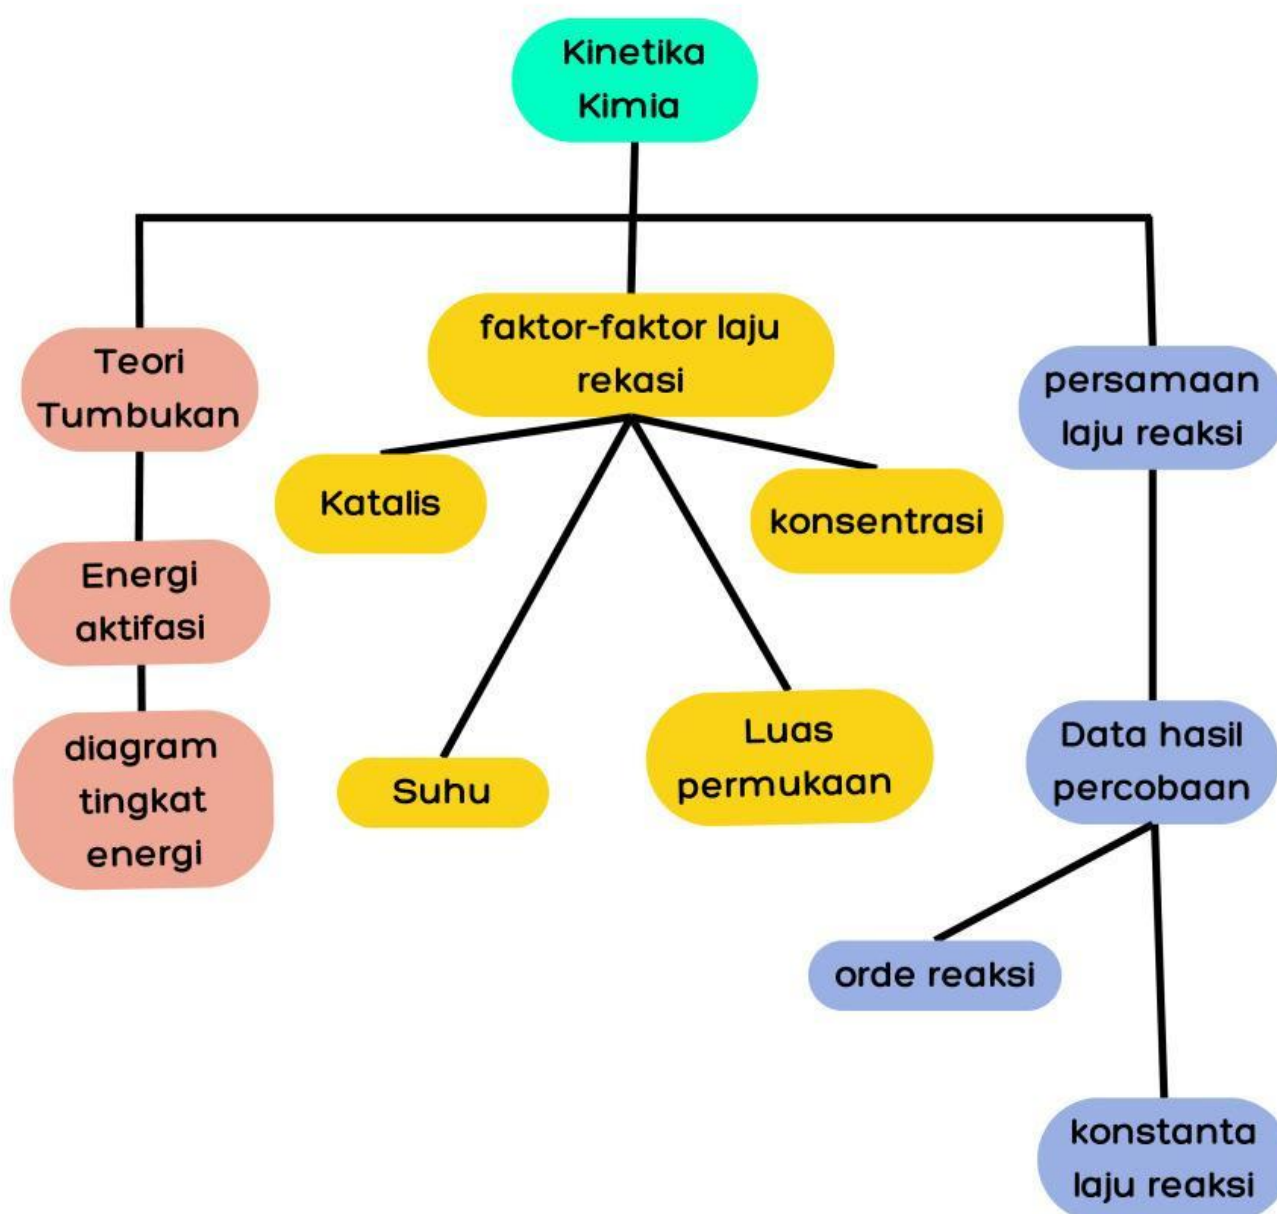 Kinetika
Kimia
Teori
Tumbukan
Energi
aktifasi
diagram
tingkat
energi
faktor-faktor laju
rekasi
Katalis
konsentrasi
Suhu
Luas
permukaan
persamaan
laju reaksi
Data hasil
percobaan
orde reaksi
konstanta
laju reaksi